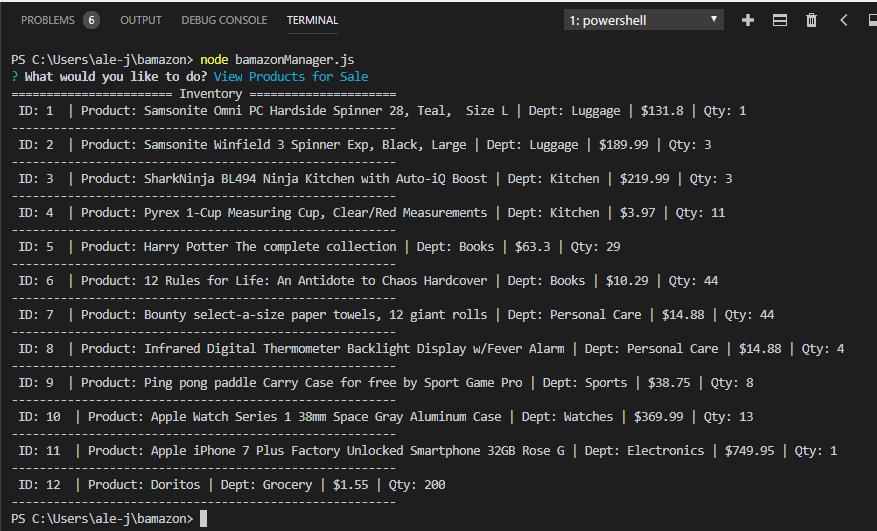 PROBLEMS 6 OUTPUT DEBUG CONSOLE TERMINAL 1: powershell
PS C:\Users\ale-j\bamazon> node bamazonManager.js
? What would you like to do? View Products for Sale
======================= Inventory =====================
ID: 1 | Product: Samsonite Omni PC Hardside Spinner 28, Teal,  Size L | Dept: Luggage | $131.8 | Qty: 1
-------------------------------------------------------
ID: 2 | Product: Samsonite Winfield 3 Spinner Exp, Black, Large | Dept: Luggage | $189.99 | Qty: 3
-------------------------------------------------------
ID: 3 | Product: SharkNinja BL494 Ninja Kitchen with Auto-iQ Boost | Dept: Kitchen | $219.99 | Qty: 3
-------------------------------------------------------
ID: 4 | Product: Pyrex 1-Cup Measuring Cup, Clear/Red Measurements | Dept: Kitchen | $3.97 | Qty: 11
-------------------------------------------------------
ID: 5 | Product: Harry Potter The complete collection | Dept: Books | $63.3 | Qty: 29
-------------------------------------------------------
ID: 6 | Product: 12 Rules for Life: An Antidote to Chaos Hardcover | Dept: Books | $10.29 | Qty: 44
-------------------------------------------------------
ID: 7 | Product: Bounty select-a-size paper towels, 12 giant rolls | Dept: Personal Care | $14.88 | Qty: 44
-------------------------------------------------------
ID: 8 | Product: Infrared Digital Thermometer Backlight Display w/Fever Alarm | Dept: Personal Care | $14.88 | Qty: 4
-------------------------------------------------------
ID: 9 | Product: Ping pong paddle Carry Case for free by Sport Game Pro | Dept: Sports | $38.75 | Qty: 8
-------------------------------------------------------
ID: 10 | Product: Apple Watch Series 1 38mm Space Gray Aluminum Case | Dept: Watches | $369.99 | Qty: 13
-------------------------------------------------------
ID: 11 | Product: Apple iPhone 7 Plus Factory Unlocked Smartphone 32GB Rose G | Dept: Electronics | $749.95 | Qty: 1
-------------------------------------------------------
ID: 12 | Product: Doritos | Dept: Grocery | $1.55 | Qty: 200
-------------------------------------------------------
PS C:\Users\ale-j\bamazon>